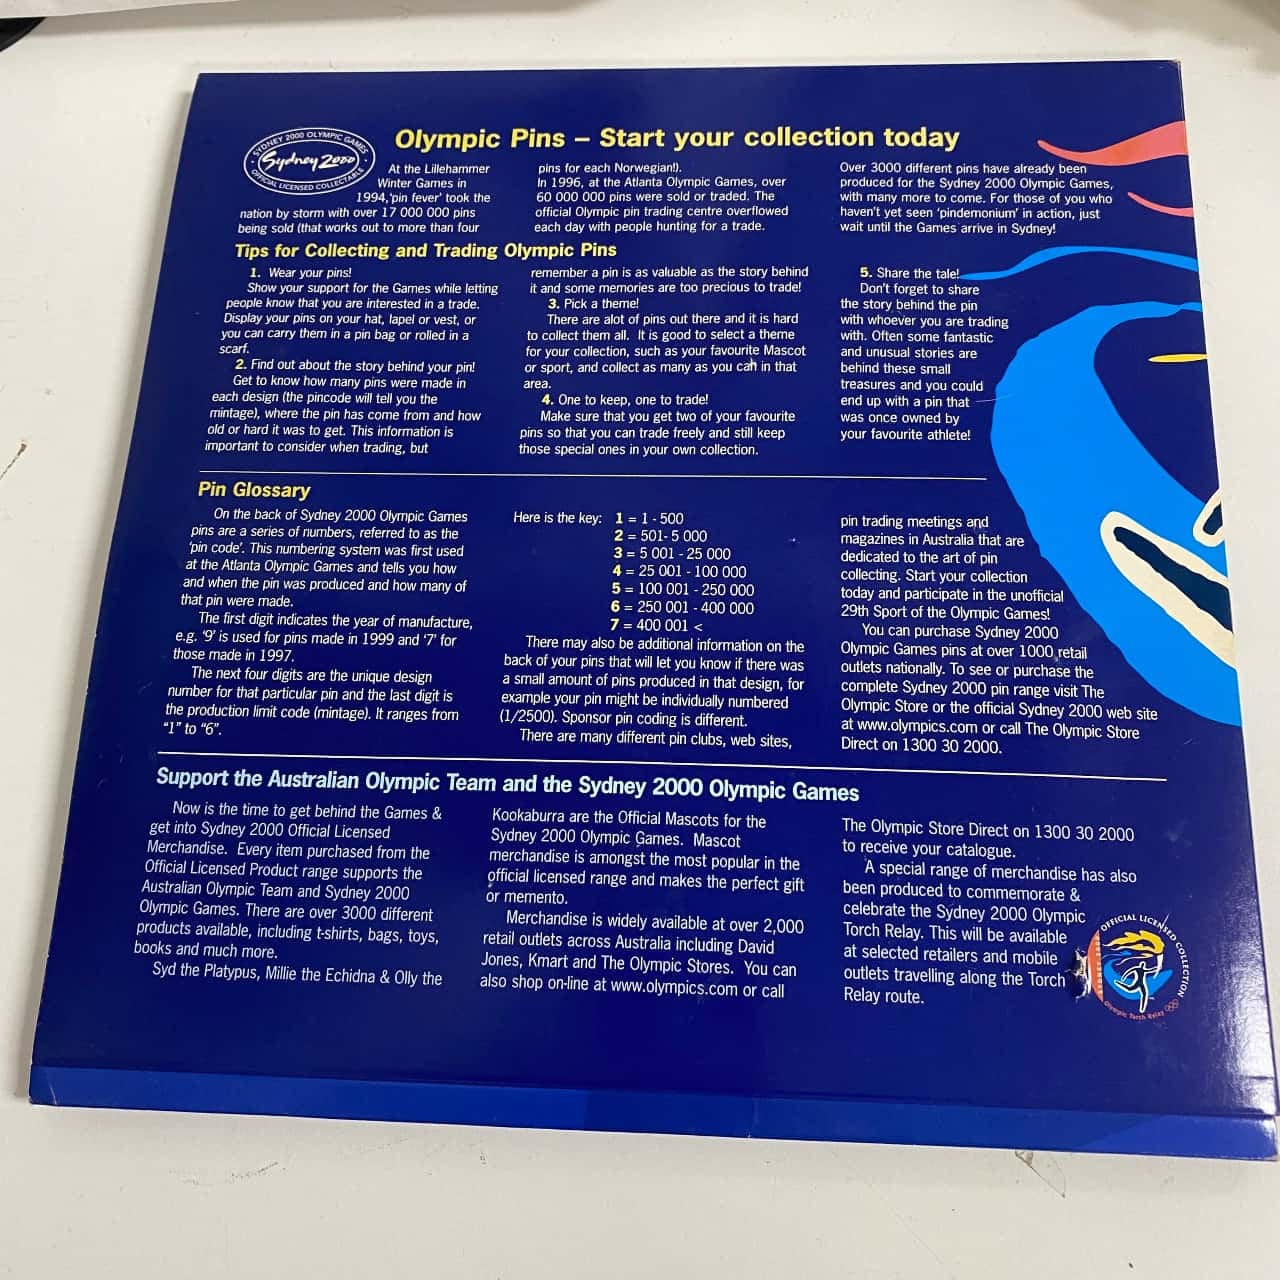 SYDNEY 2000 OLYMPIC GAMES
Sydney 2000
OFFICIAL LICENSED COLLECTABLE
Olympic Pins – Start your collection today
At the Lillehammer
Winter Games in
1994,'pin fever' took the
nation by storm with over 17 000 000 pins
being sold (that works out to more than four
pins for each Norwegian!).
In 1996, at the Atlanta Olympic Games, over
60 000 000 pins were sold or traded. The
official Olympic pin trading centre overflowed
each day with people hunting for a trade.
Over 3000 different pins have already been
produced for the Sydney 2000 Olympic Games,
with many more to come. For those of you who
haven't yet seen 'pindemonium' in action, just
wait until the Games arrive in Sydney!
Tips for Collecting and Trading Olympic Pins
1. Wear your pins!
Show your support for the Games while letting
people know that you are interested in a trade.
Display your pins on your hat, lapel or vest, or
you can carry them in a pin bag or rolled in a
scarf.
2. Find out about the story behind your pin!
Get to know how many pins were made in
each design (the pincode will tell you the
mintage), where the pin has come from and how
old or hard it was to get. This information is
important to consider when trading, but
remember a pin is as valuable as the story behind
it and some memories are too precious to trade!
3. Pick a theme!
There are alot of pins out there and it is hard
to collect them all. It is good to select a theme
for your collection, such as your favourite Mascot
or sport, and collect as many as you can in that
area.
4. One to keep, one to trade!
Make sure that you get two of your favourite
pins so that you can trade freely and still keep
those special ones in your own collection.
5. Share the tale!
Don't forget to share
the story behind the pin
with whoever you are trading
with. Often some fantastic
and unusual stories are
behind these small
treasures and you could
end up with a pin that
was once owned by
your favourite athlete!
Pin Glossary
On the back of Sydney 2000 Olympic Games
pins are a series of numbers, referred to as the
'pin code'. This numbering system was first used
at the Atlanta Olympic Games and tells you how
and when the pin was produced and how many of
that pin were made.
The first digit indicates the year of manufacture,
e.g. '9' is used for pins made in 1999 and '7' for
those made in 1997.
The next four digits are the unique design
number for that particular pin and the last digit is
the production limit code (mintage). It ranges from
"1" to "6".
Here is the key: 1 = 1 - 500
2 = 501- 5 000
3 = 5 001 - 25 000
4 = 25 001 - 100 000
5 = 100 001 - 250 000
6 = 250 001 - 400 000
7 = 400 001 <
There may also be additional information on the
back of your pins that will let you know if there was
a small amount of pins produced in that design, for
example your pin might be individually numbered
(1/2500). Sponsor pin coding is different.
There are many different pin clubs, web sites,
pin trading meetings and
magazines in Australia that are
dedicated to the art of pin
collecting. Start your collection
today and participate in the unofficial
29th Sport of the Olympic Games!
You can purchase Sydney 2000
Olympic Games pins at over 1000 retail
outlets nationally. To see or purchase the
complete Sydney 2000 pin range visit The
Olympic Store or the official Sydney 2000 web site
at www.olympics.com or call The Olympic Store
Direct on 1300 30 2000.
Support the Australian Olympic Team and the Sydney 2000 Olympic Games
Now is the time to get behind the Games &
get into Sydney 2000 Official Licensed
Merchandise. Every item purchased from the
Official Licensed Product range supports the
Australian Olympic Team and Sydney 2000
Olympic Games. There are over 3000 different
products available, including t-shirts, bags, toys,
books and much more.
Syd the Platypus, Millie the Echidna & Olly the
Kookaburra are the Official Mascots for the
Sydney 2000 Olympic Games. Mascot
merchandise is amongst the most popular in the
official licensed range and makes the perfect gift
or memento.
Merchandise is widely available at over 2,000
retail outlets across Australia including David
Jones, Kmart and The Olympic Stores. You can
also shop on-line at www.olympics.com or call
The Olympic Store Direct on 1300 30 2000
to receive your catalogue.
A special range of merchandise has also
been produced to commemorate &
celebrate the Sydney 2000 Olympic
Torch Relay. This will be available
at selected retailers and mobile
outlets travelling along the Torch
Relay route.
OFFICIAL LICENSED COLLECTION
Olympic Torch Relay